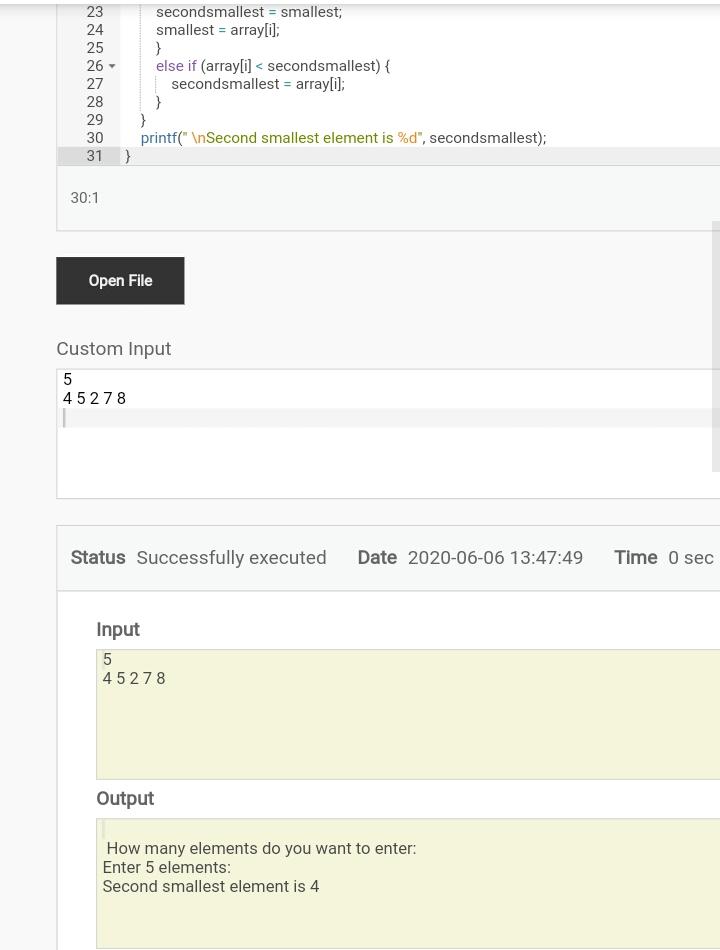 23 secondsmallest = smallest;
24 smallest = array[i];
25 }
26 else if (array[i] < secondsmallest) {
27 secondsmallest = array[i];
28 }
29 }
30 printf(" \nSecond smallest element is %d", secondsmallest);
31 }
30:1
Open File
Custom Input
5
4 5 2 7 8
Status Successfully executed Date 2020-06-06 13:47:49 Time 0 sec
Input
5
4 5 2 7 8
Output
How many elements do you want to enter:
Enter 5 elements:
Second smallest element is 4